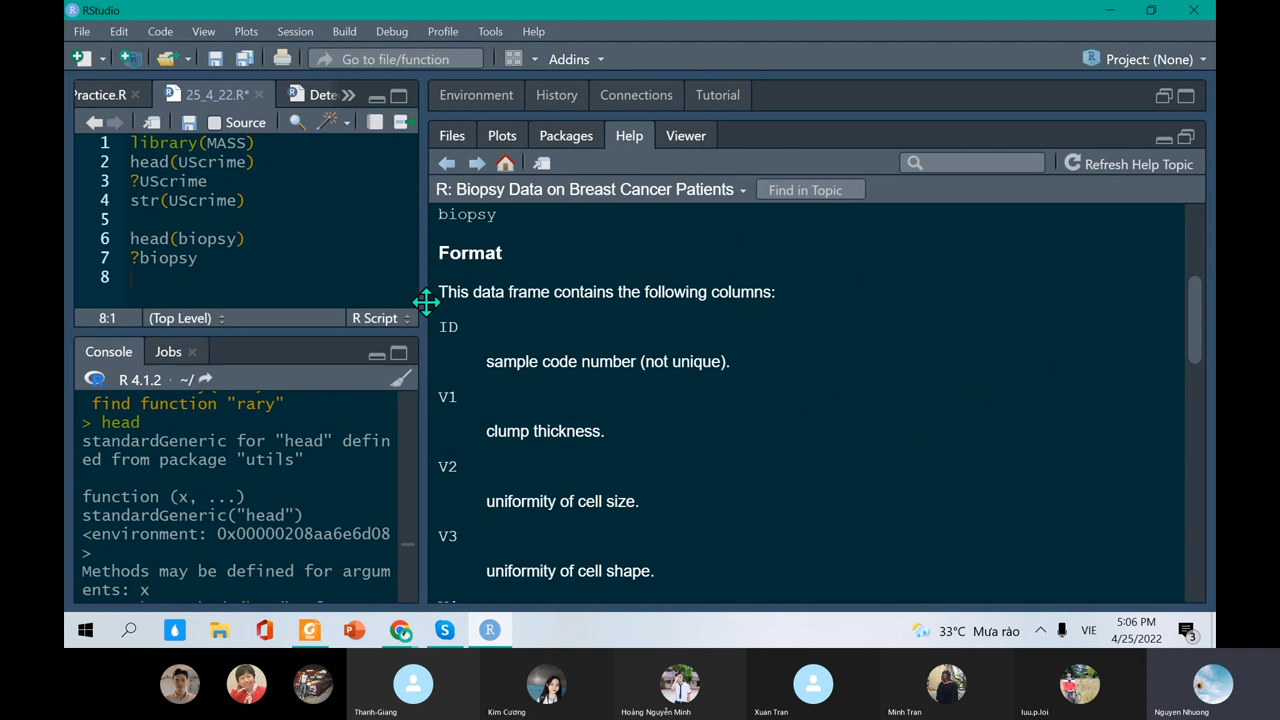 RStudio
File Edit Code View Plots Session Build Debug Profile Tools Help
Go to file/function Addins Project: (None)
Practice.R 25_4_22.R* Dete
Source
1 library(MASS)
2 head(UScrime)
3 ?UScrime
4 str(UScrime)
5
6 head(biopsy)
7 ?biopsy
8
8:1 (Top Level) R Script
Console Jobs
R 4.1.2 · ~/
find function "rary"
> head
standardGeneric for "head" defin
ed from package "utils"
function (x, ...)
standardGeneric("head")
<environment: 0x00000208aa6e6d08
>
Methods may be defined for argum
ents: x
Environment History Connections Tutorial
Files Plots Packages Help Viewer
Refresh Help Topic
R: Biopsy Data on Breast Cancer Patients Find in Topic
biopsy
Format
This data frame contains the following columns:
ID
sample code number (not unique).
V1
clump thickness.
V2
uniformity of cell size.
V3
uniformity of cell shape.
33°C Mưa rào VIE 5:06 PM
4/25/2022
3
Thanh-Giang Kim Cương Hoàng Nguyễn Minh Xuan Tran Minh Tran luu.p.loi Nguyen Nhuong